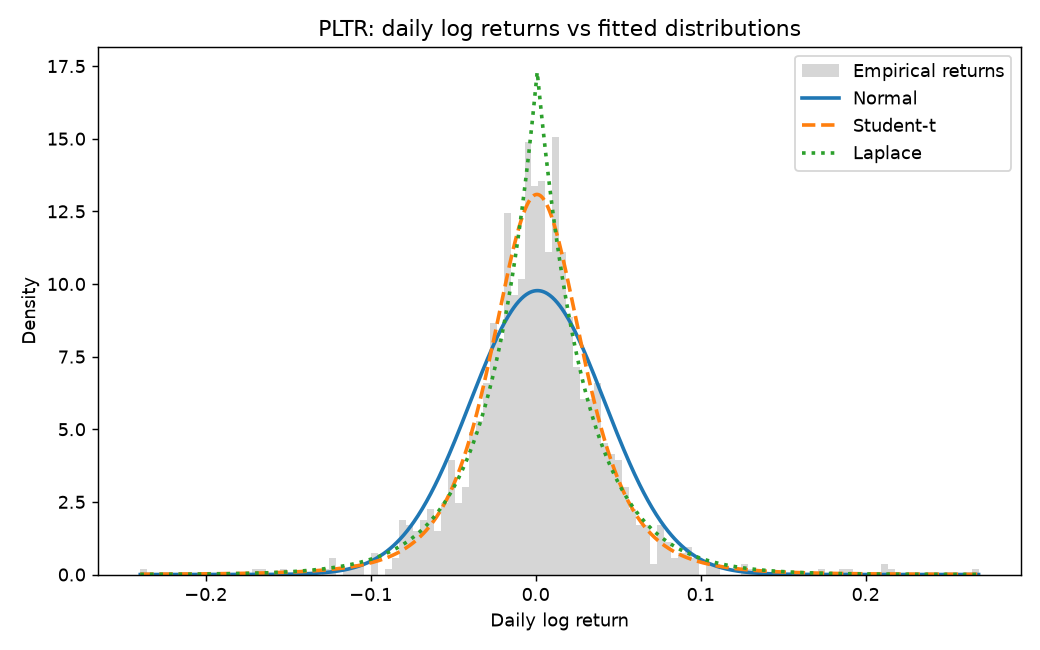 PLTR: daily log returns vs fitted distributions
Empirical returns
Normal
Student-t
Laplace
Density
17.5
15.0
12.5
10.0
7.5
5.0
2.5
0.0
−0.2
−0.1
0.0
0.1
0.2
Daily log return